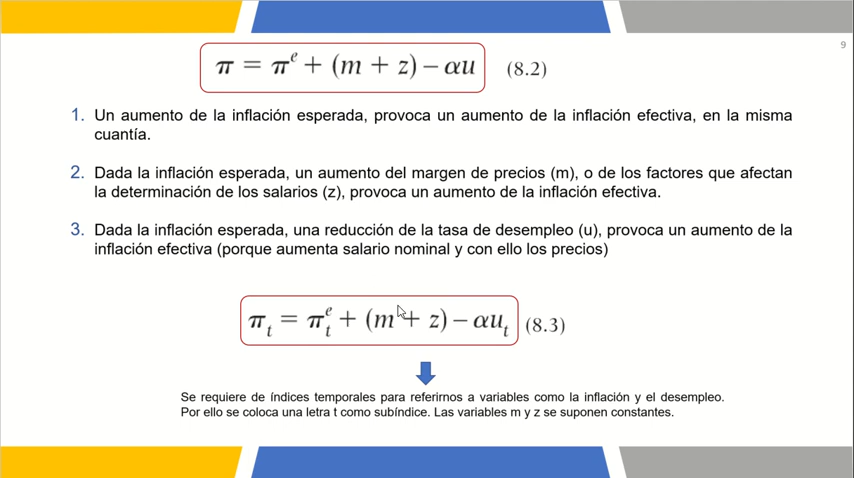 9
π = πᵉ + (m + z) – αu (8.2)
1. Un aumento de la inflación esperada, provoca un aumento de la inflación efectiva, en la misma
cuantía.
2. Dada la inflación esperada, un aumento del margen de precios (m), o de los factores que afectan
la determinación de los salarios (z), provoca un aumento de la inflación efectiva.
3. Dada la inflación esperada, una reducción de la tasa de desempleo (u), provoca un aumento de la
inflación efectiva (porque aumenta salario nominal y con ello los precios)
πₜ = πₜᵉ + (m + z) – αuₜ (8.3)
Se requiere de índices temporales para referirnos a variables como la inflación y el desempleo.
Por ello se coloca una letra t como subíndice. Las variables m y z se suponen constantes.